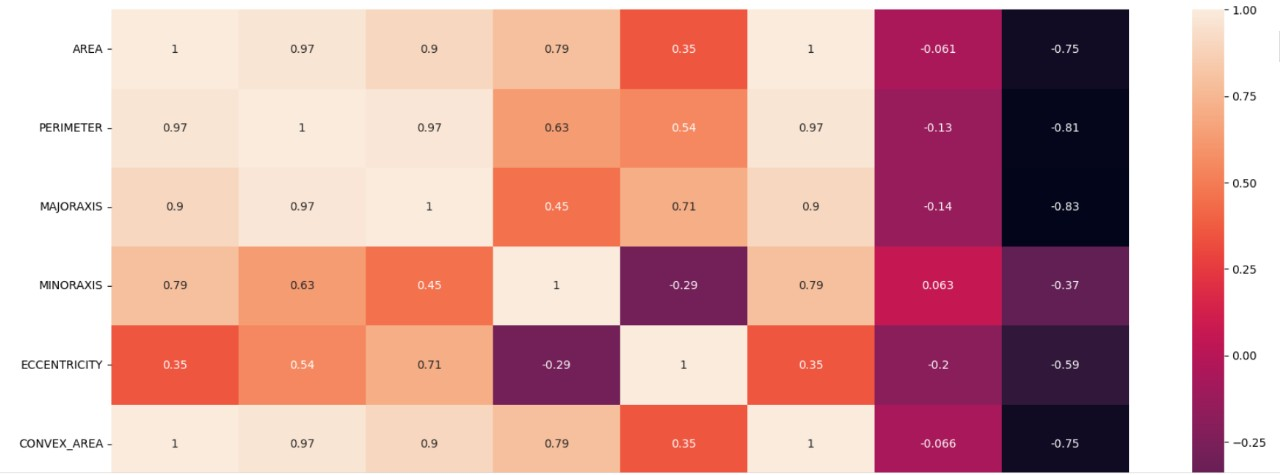 AREA 1 0.97 0.9 0.79 0.35 1 -0.061 -0.75
PERIMETER 0.97 1 0.97 0.63 0.54 0.97 -0.13 -0.81
MAJORAXIS 0.9 0.97 1 0.45 0.71 0.9 -0.14 -0.83
MINORAXIS 0.79 0.63 0.45 1 -0.29 0.79 0.063 -0.37
ECCENTRICITY 0.35 0.54 0.71 -0.29 1 0.35 -0.2 -0.59
CONVEX_AREA 1 0.97 0.9 0.79 0.35 1 -0.066 -0.75
1.00
0.75
0.50
0.25
0.00
−0.25